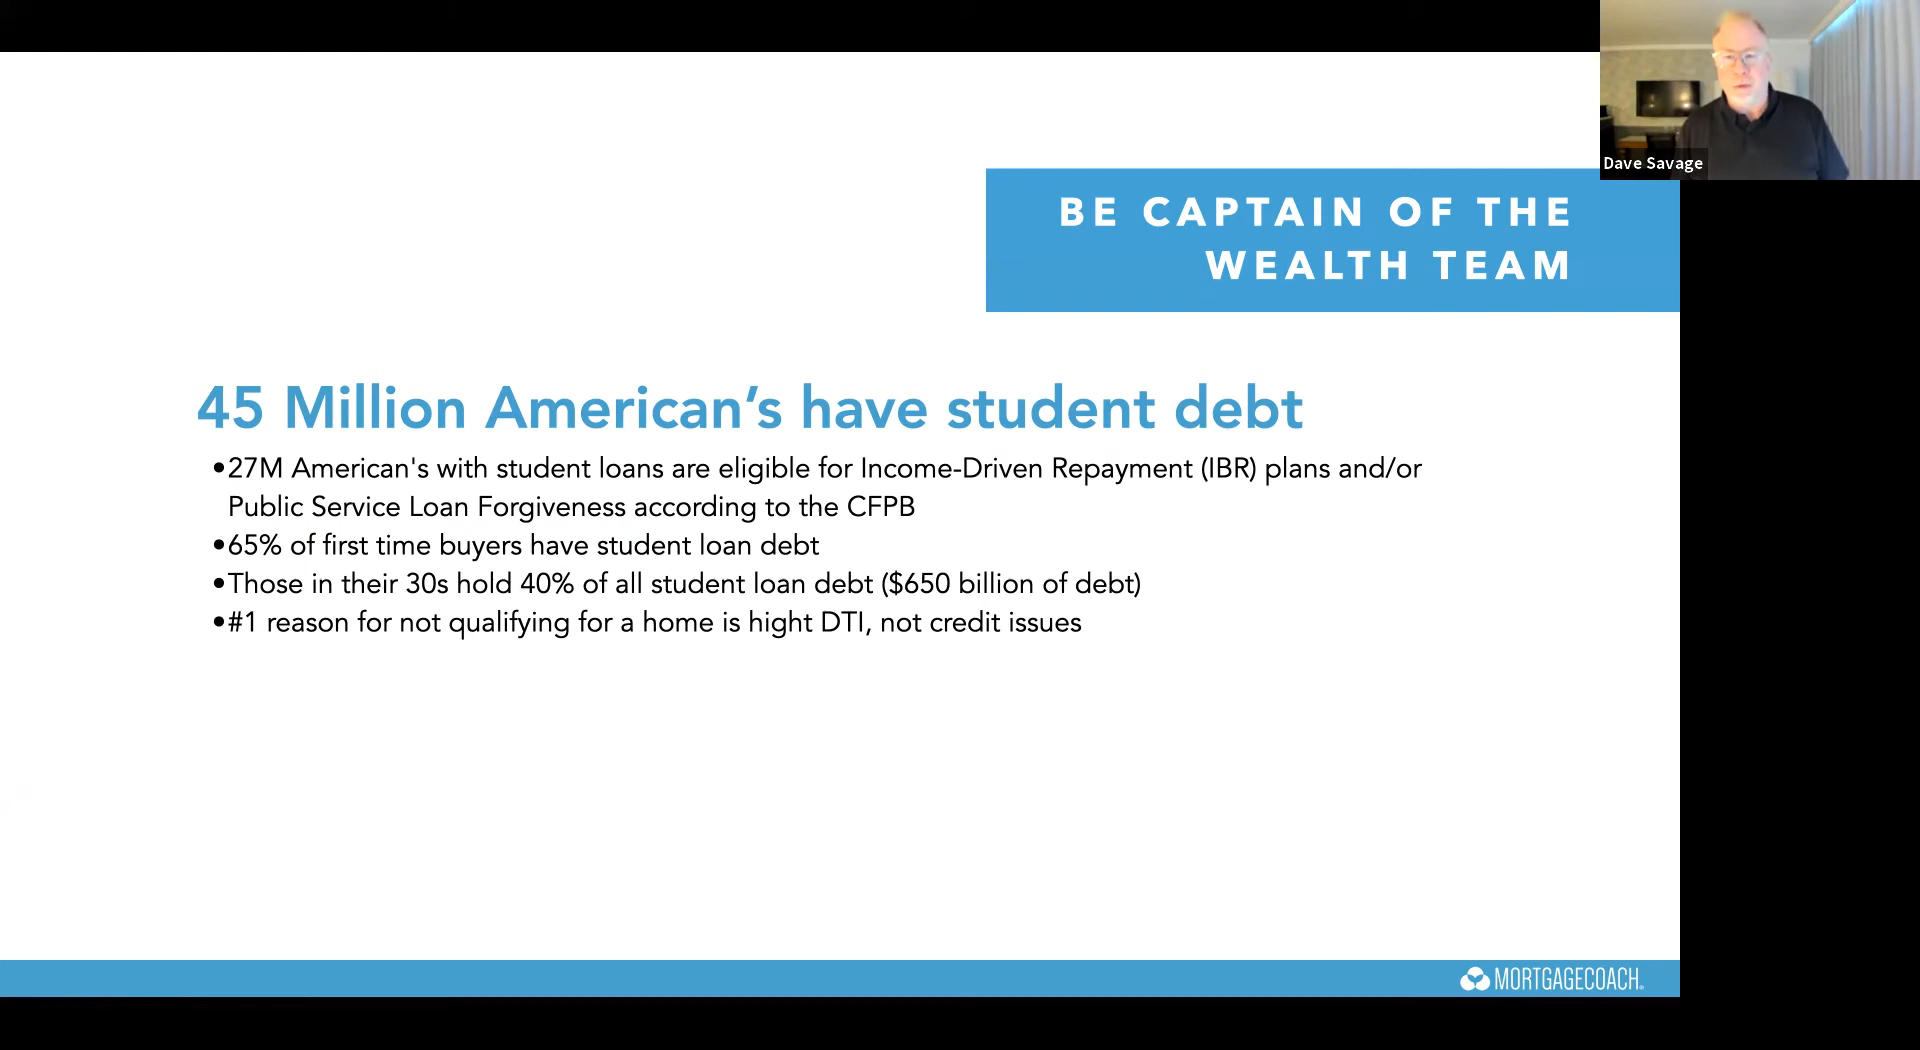 Dave Savage
BE CAPTAIN OF THE
WEALTH TEAM
45 Million American’s have student debt
•27M American's with student loans are eligible for Income-Driven Repayment (IBR) plans and/or
Public Service Loan Forgiveness according to the CFPB
•65% of first time buyers have student loan debt
•Those in their 30s hold 40% of all student loan debt ($650 billion of debt)
•#1 reason for not qualifying for a home is hight DTI, not credit issues
MORTGAGECOACH®